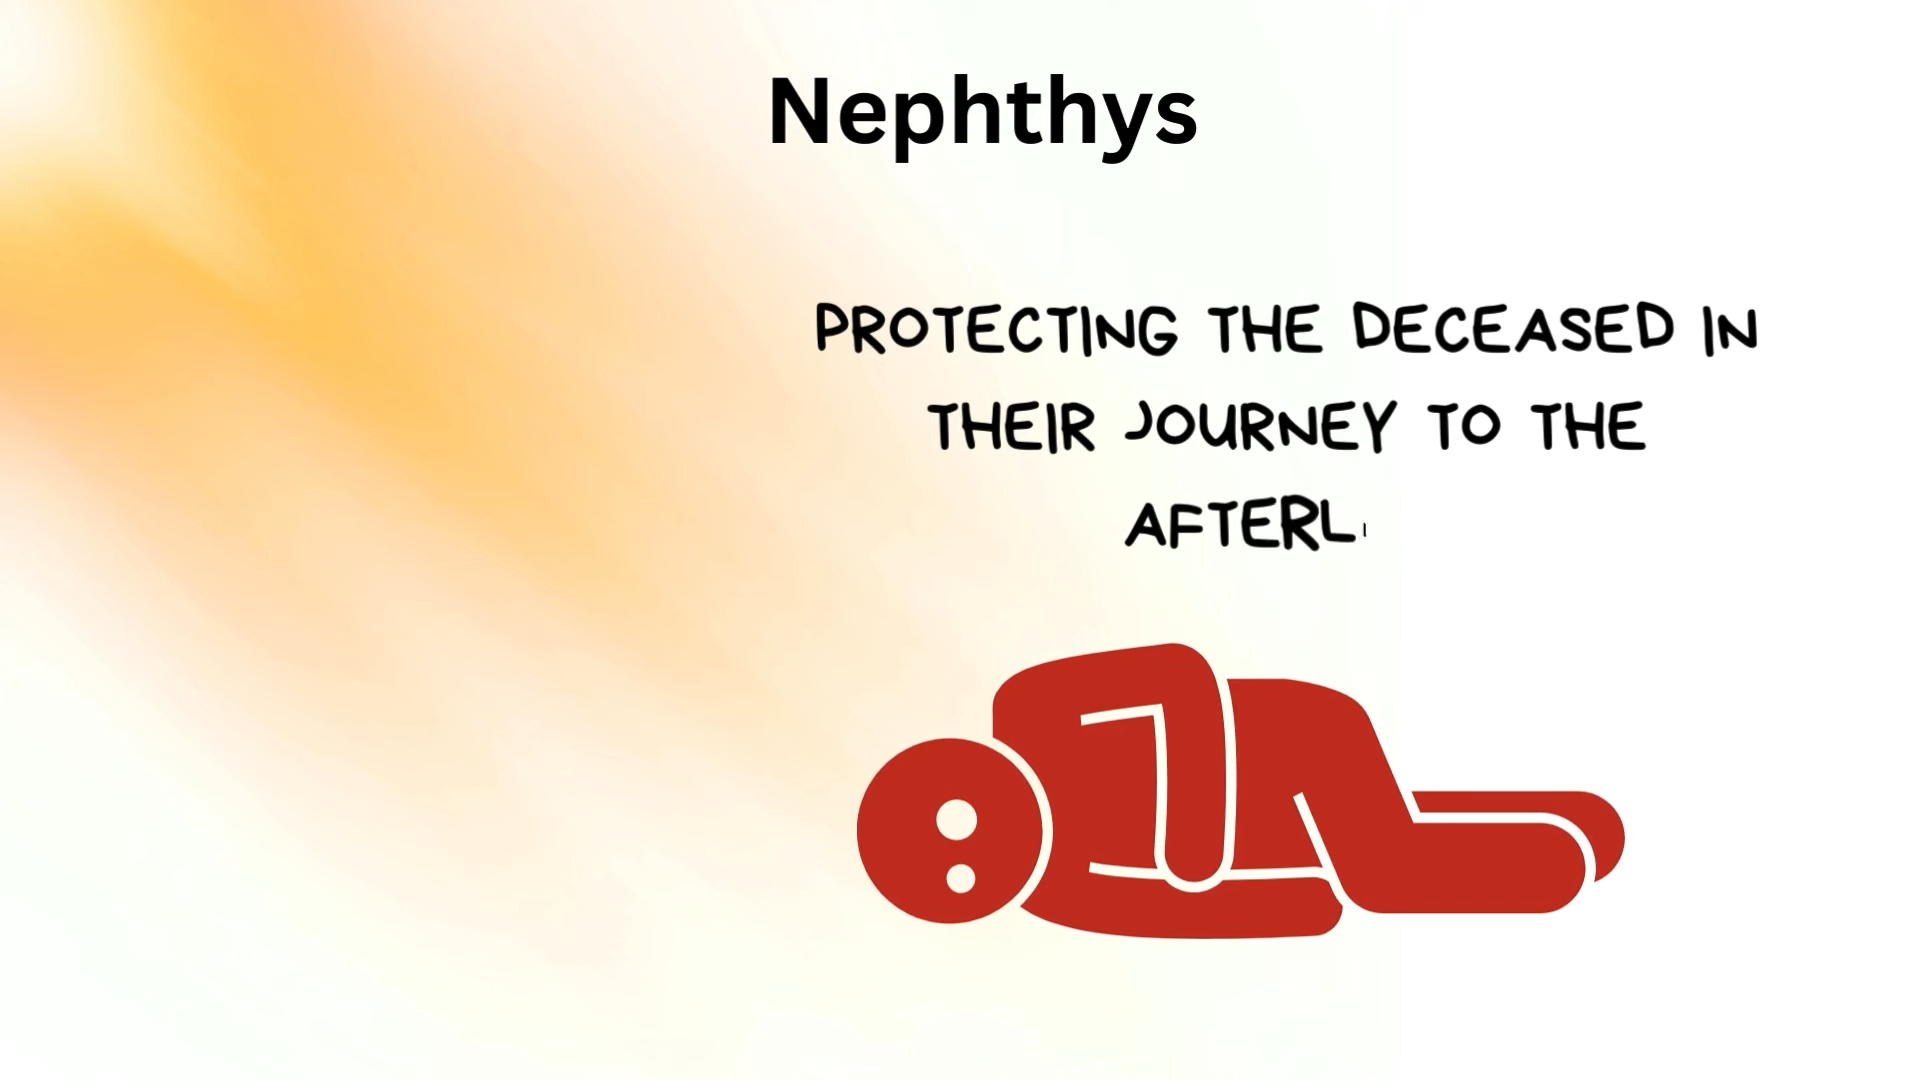 Nephthys
PROTECTING THE DECEASED IN
THEIR JOURNEY TO THE
AFTERL